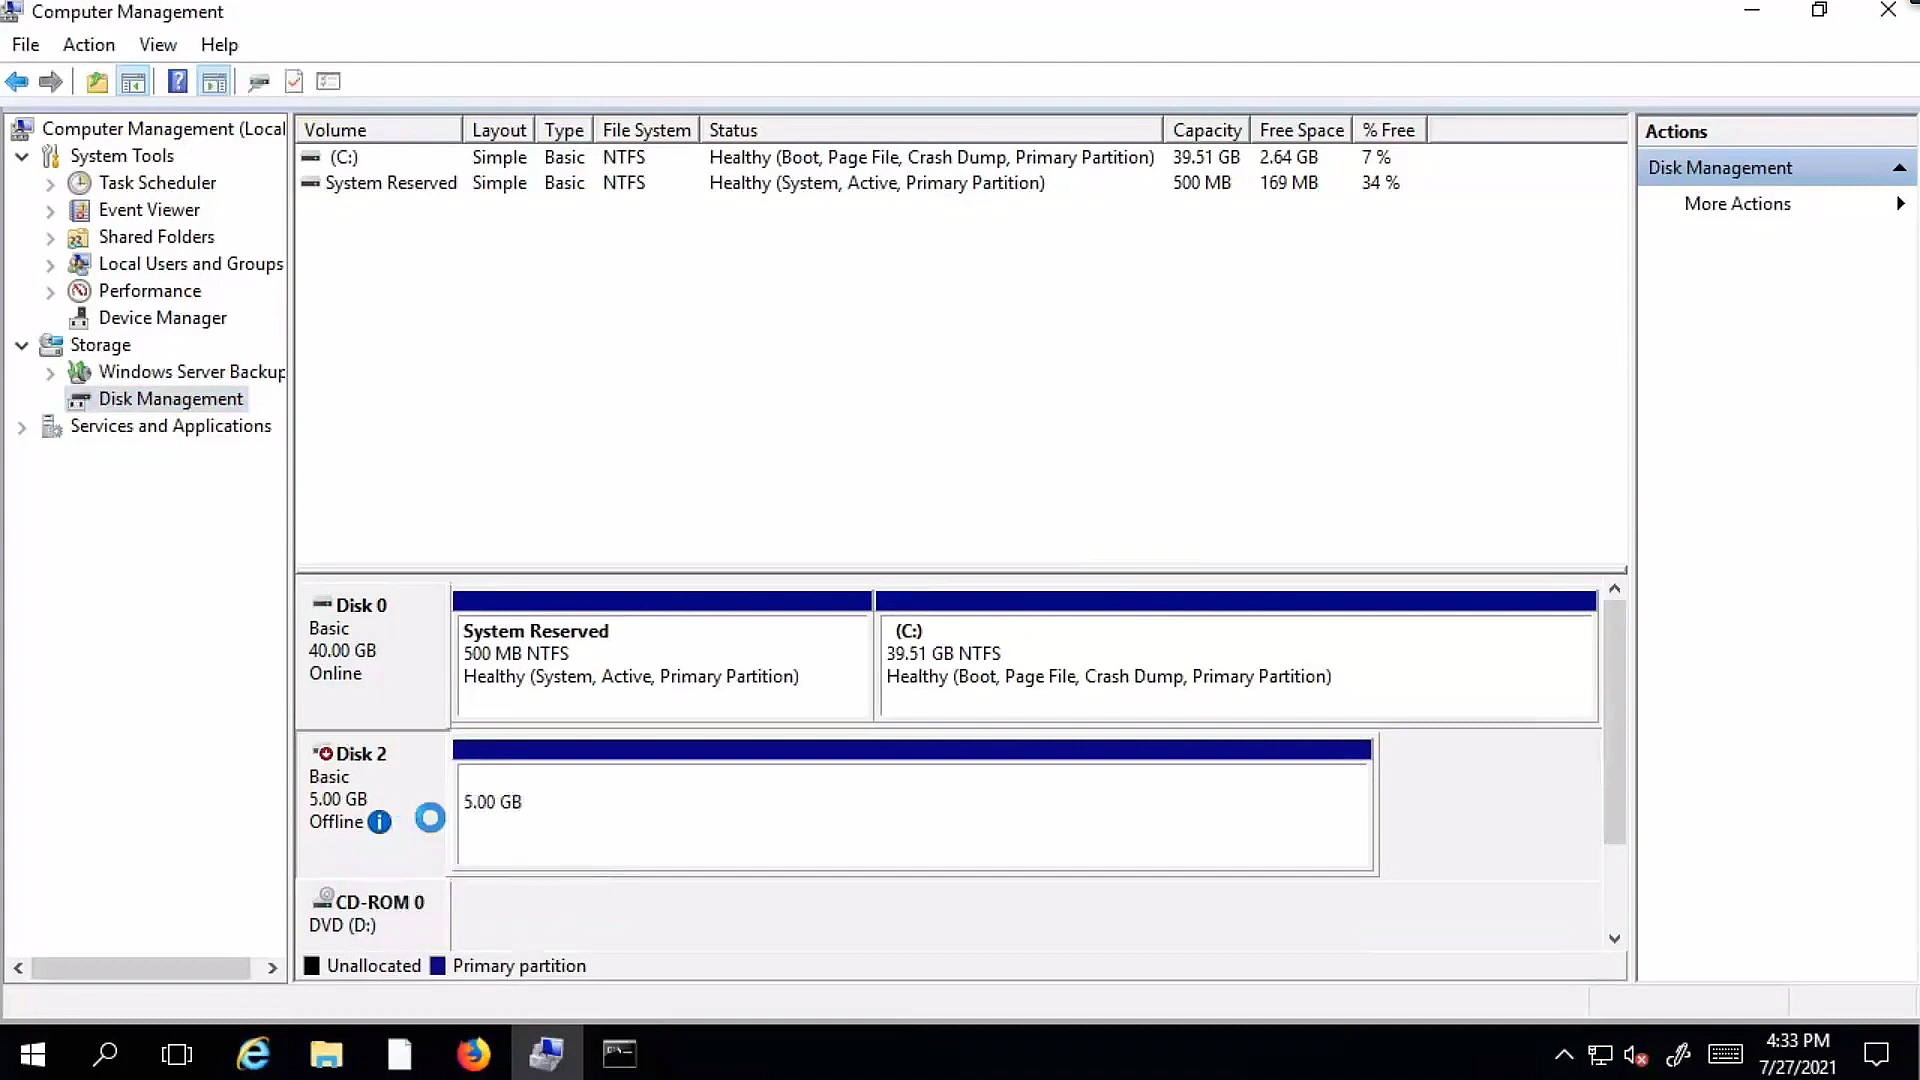 Computer Management
File Action View Help
Computer Management (Local
System Tools
Task Scheduler
Event Viewer
Shared Folders
Local Users and Groups
Performance
Device Manager
Storage
Windows Server Backup
Disk Management
Services and Applications
Volume Layout Type File System Status Capacity Free Space % Free
(C:) Simple Basic NTFS Healthy (Boot, Page File, Crash Dump, Primary Partition) 39.51 GB 2.64 GB 7 %
System Reserved Simple Basic NTFS Healthy (System, Active, Primary Partition) 500 MB 169 MB 34 %
Disk 0
Basic
40.00 GB
Online
System Reserved
500 MB NTFS
Healthy (System, Active, Primary Partition)
(C:)
39.51 GB NTFS
Healthy (Boot, Page File, Crash Dump, Primary Partition)
Disk 2
Basic
5.00 GB
Offline
5.00 GB
CD-ROM 0
DVD (D:)
Unallocated Primary partition
Actions
Disk Management
More Actions
4:33 PM
7/27/2021